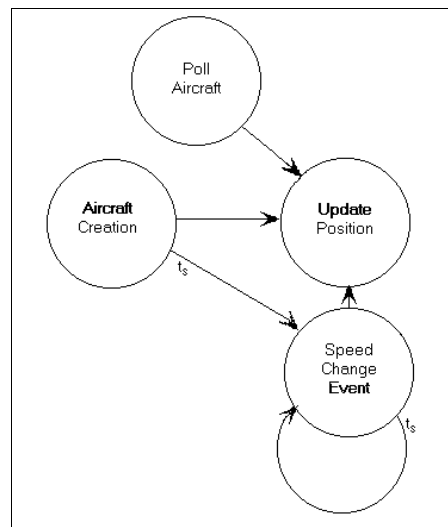 Poll
Aircraft
Aircraft
Creation
Update
Position
t_s
Speed
Change
Event
t_s